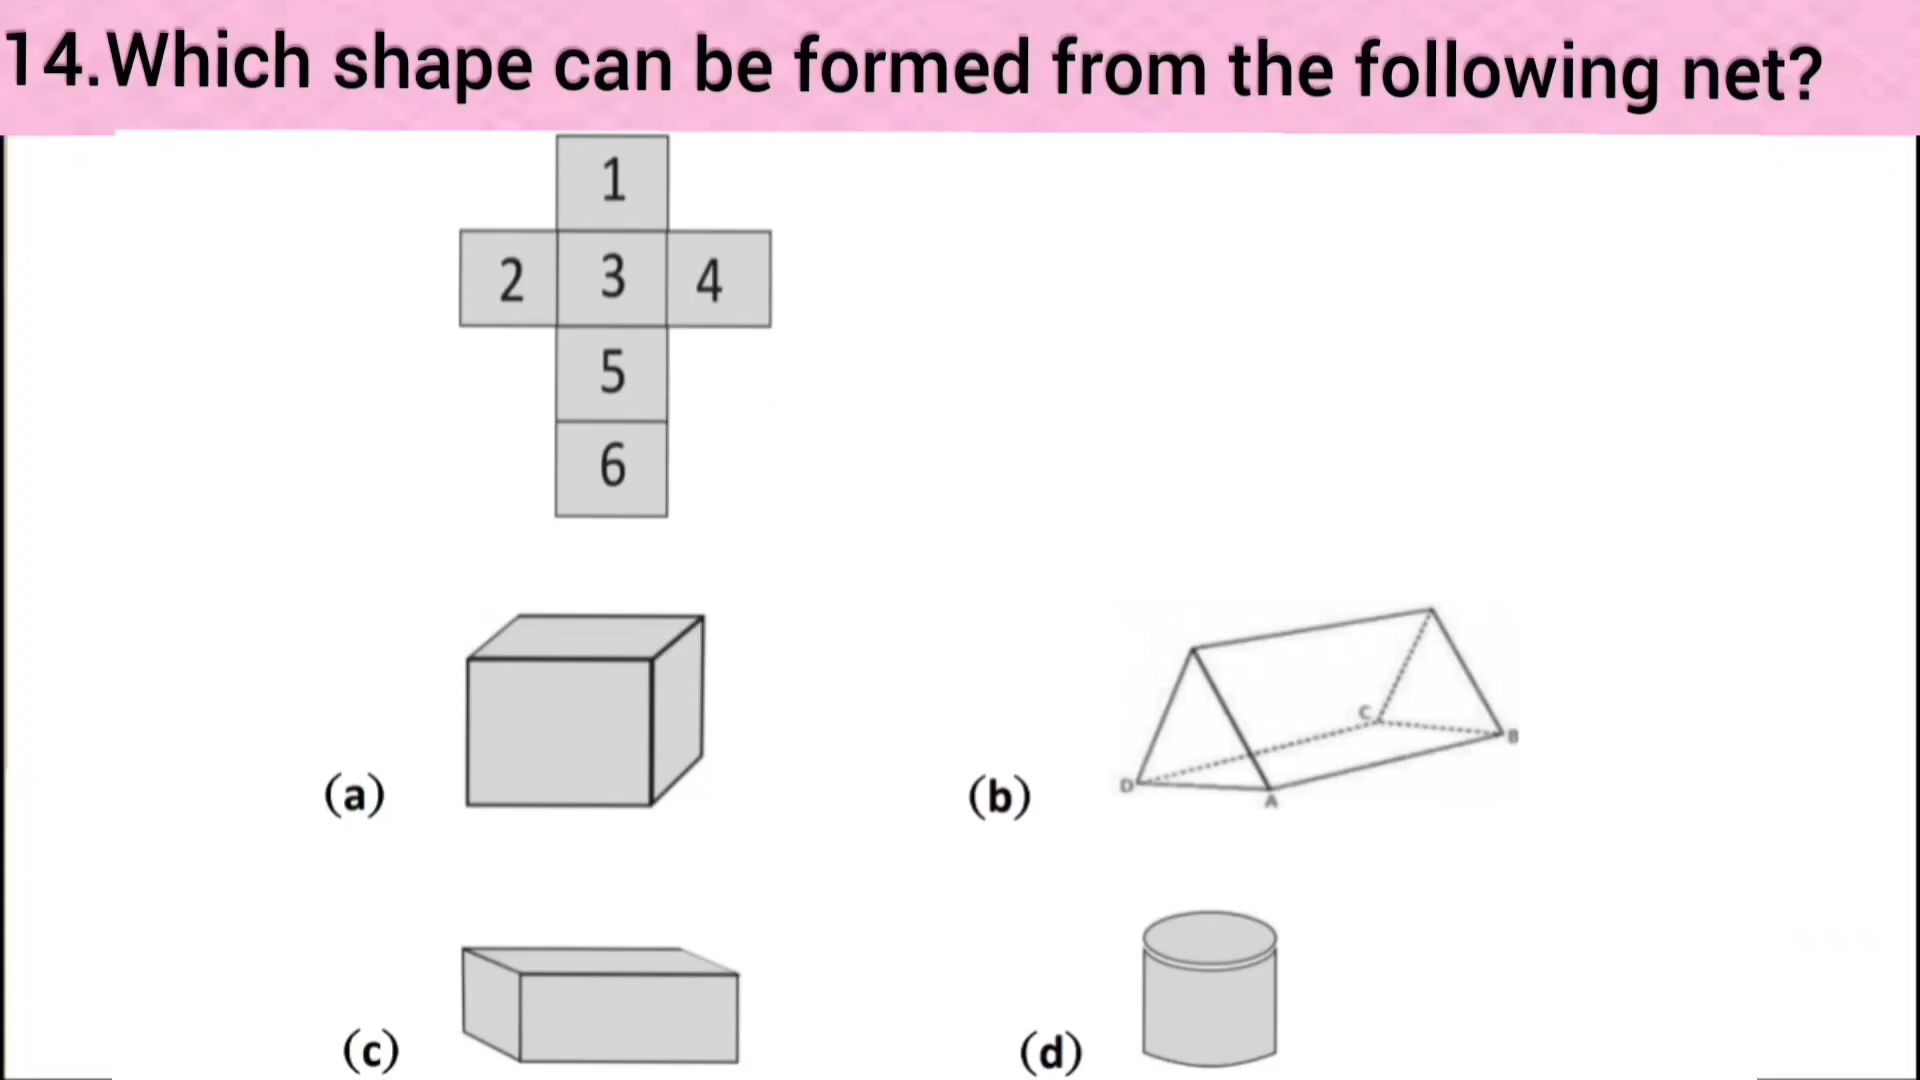 14.Which shape can be formed from the following net?
1
2 3 4
5
6
(a)
(b)
C
B
D
A
(c)
(d)